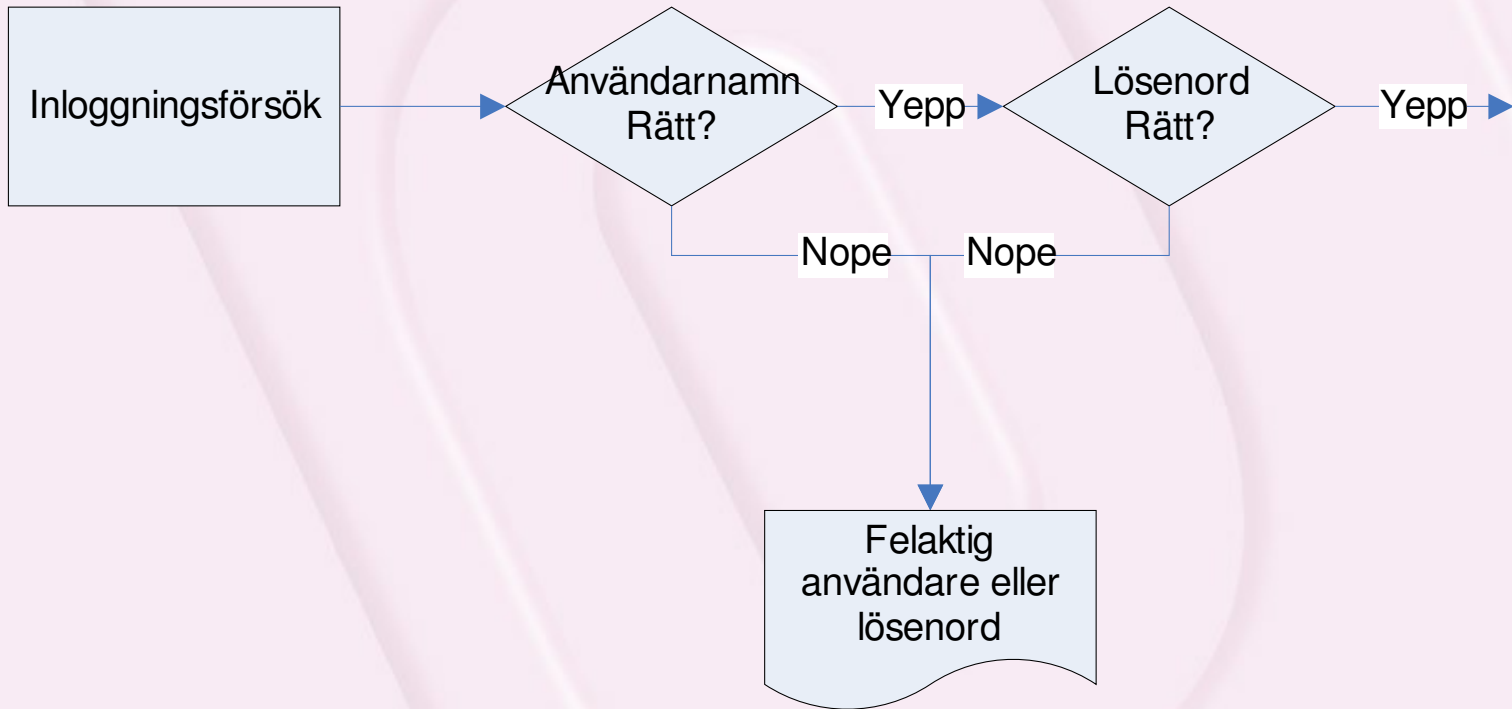 Inloggningsförsök
Användarnamn
Rätt?
Yepp
Lösenord
Rätt?
Yepp
Nope
Nope
Felaktig
användare eller
lösenord